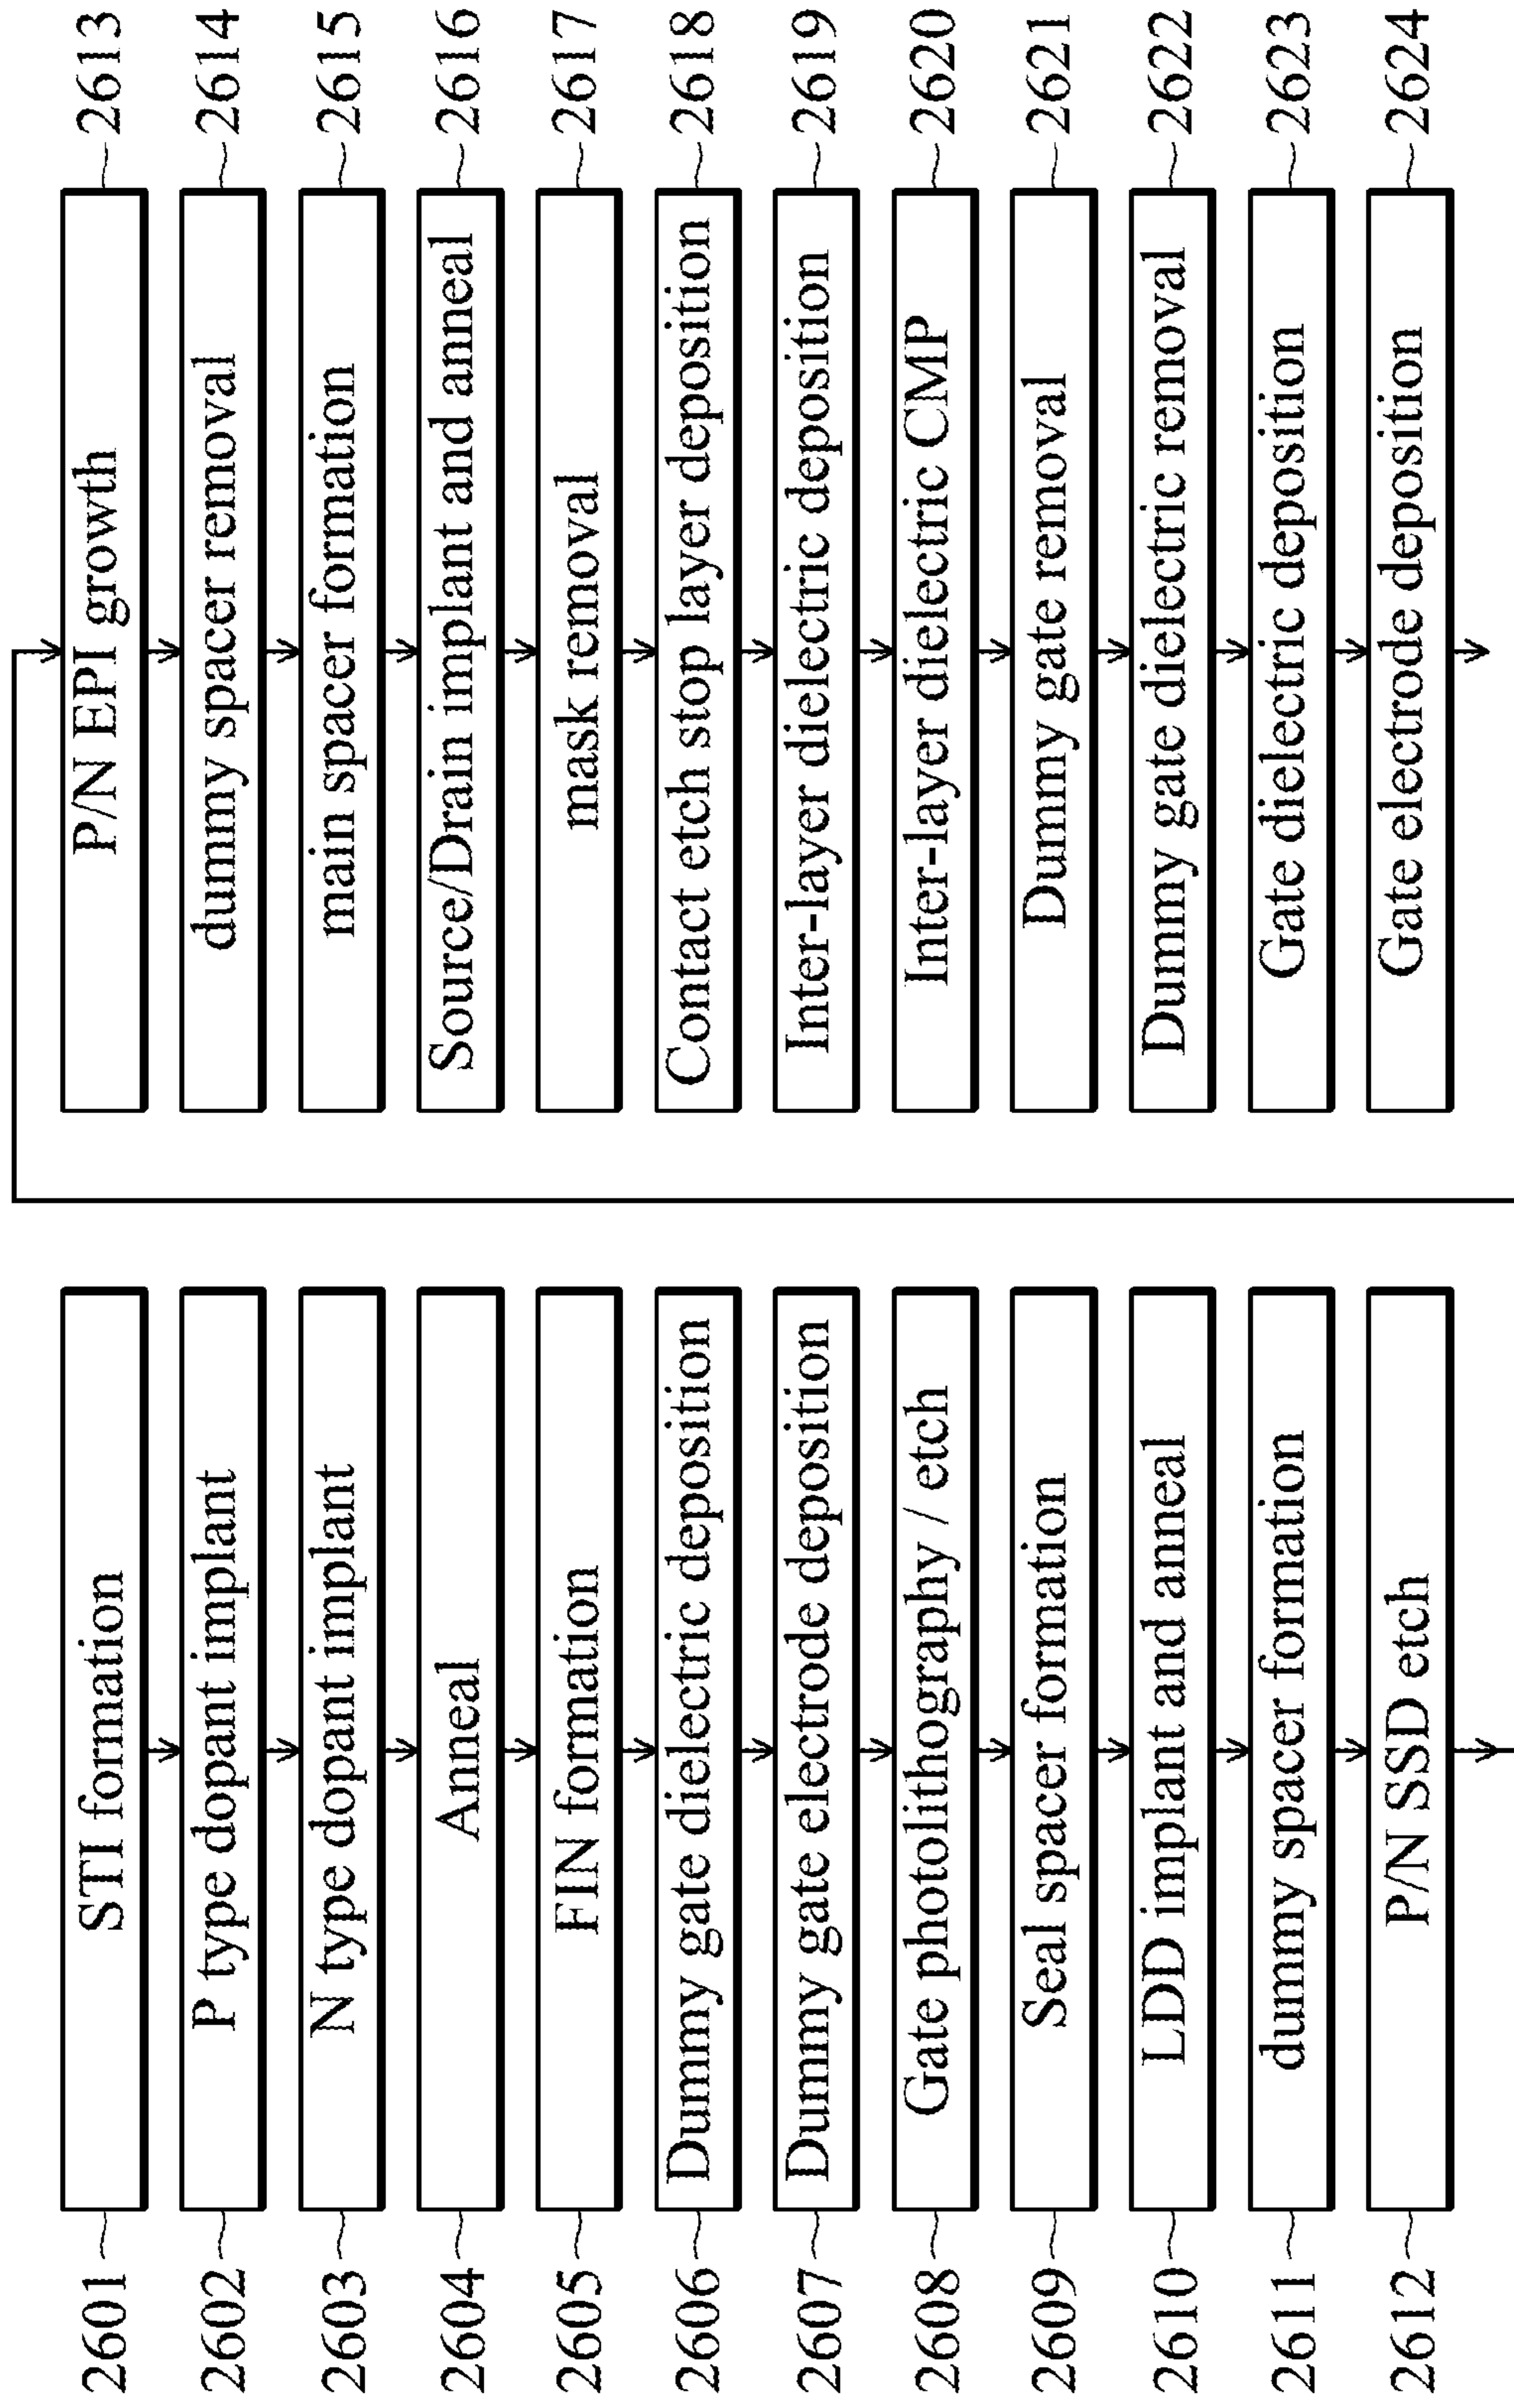 2601
STI formation
2602
P type dopant implant
2603
N type dopant implant
2604
Anneal
2605
FIN formation
2606
Dummy gate dielectric deposition
2607
Dummy gate electrode deposition
2608
Gate photolithography / etch
2609
Seal spacer formation
2610
LDD implant and anneal
2611
dummy spacer formation
2612
P/N SSD etch
P/N EPI growth
2613
dummy spacer removal
2614
main spacer formation
2615
Source/Drain implant and anneal
2616
mask removal
2617
Contact etch stop layer deposition
2618
Inter-layer dielectric deposition
2619
Inter-layer dielectric CMP
2620
Dummy gate removal
2621
Dummy gate dielectric removal
2622
Gate dielectric deposition
2623
Gate electrode deposition
2624